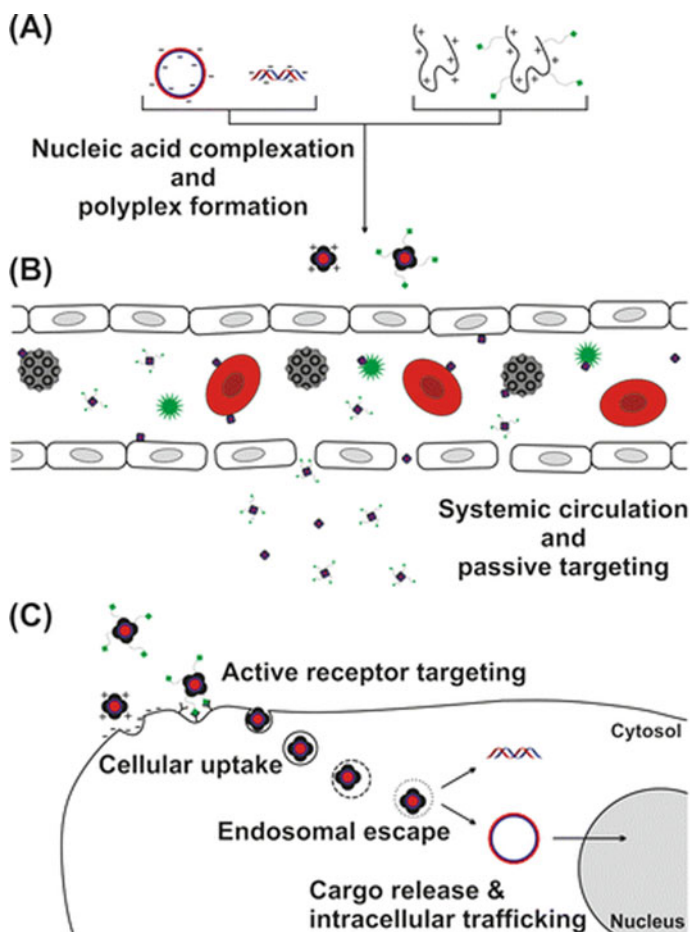 (A)
Nucleic acid complexation
and
polyplex formation
(B)
Systemic circulation
and
passive targeting
(C)
Active receptor targeting
Cytosol
Cellular uptake
Endosomal escape
Cargo release &
intracellular trafficking
Nucleus